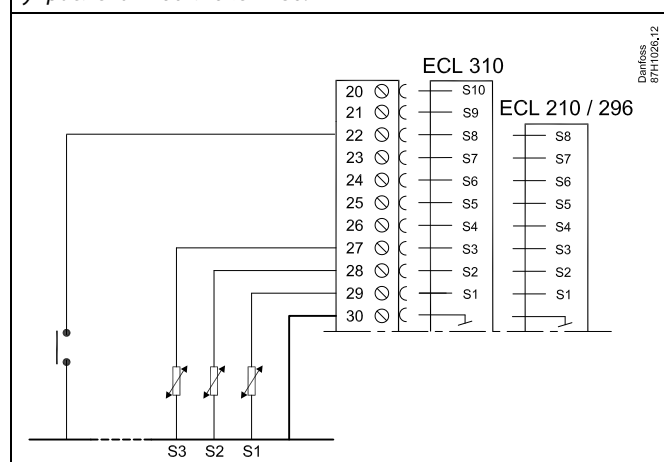 Danfoss
87H1026.12
ECL 310
ECL 210 / 296
20 S10
21 S9
22 S8 S8
23 S7 S7
24 S6 S6
25 S5 S5
26 S4 S4
27 S3 S3
28 S2 S2
29 S1 S1
30
S3 S2 S1